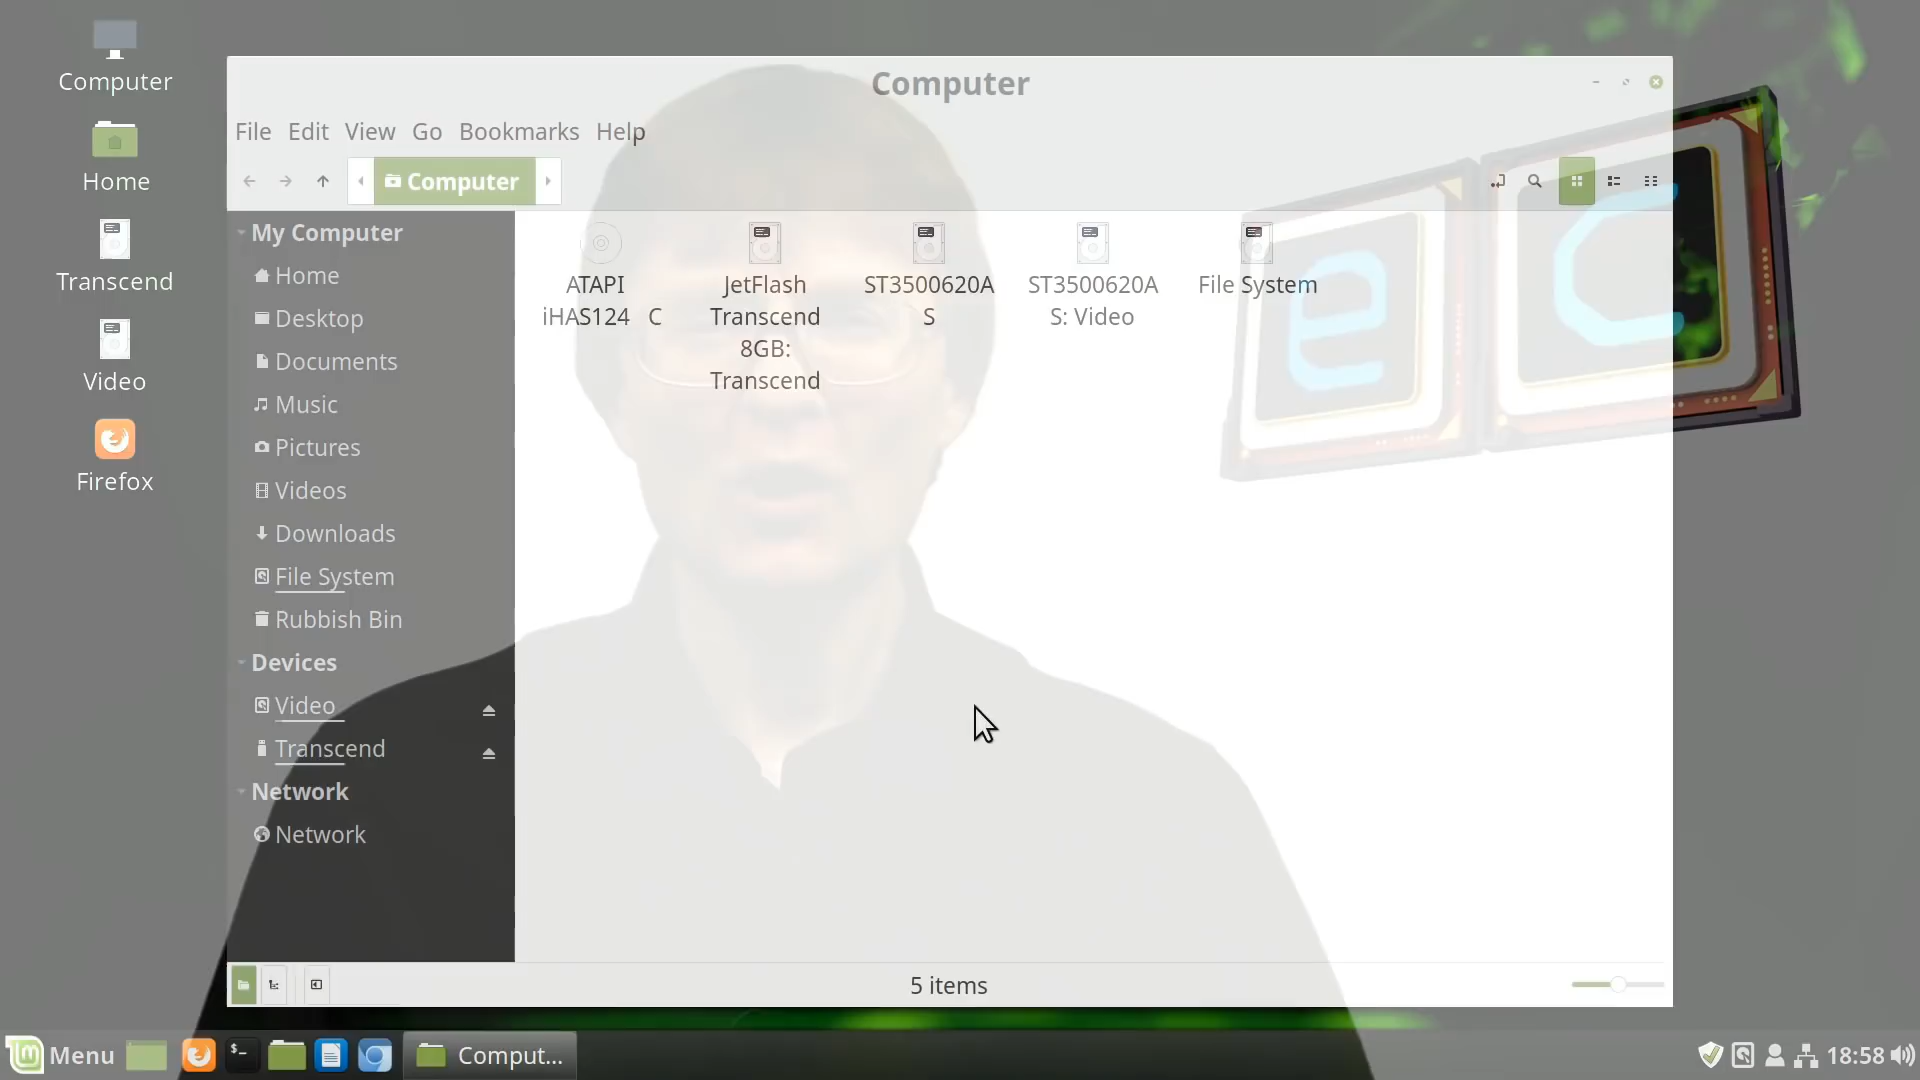 Computer
Home
Transcend
Video
Firefox
Computer
File Edit View Go Bookmarks Help
Computer
My Computer
Home
Desktop
Documents
Music
Pictures
Videos
Downloads
File System
Rubbish Bin
Devices
Video
Transcend
Network
Network
ATAPI
iHAS124 C
JetFlash
Transcend
8GB:
Transcend
ST3500620A
S
ST3500620A
S: Video
File System
e C
5 items
Menu
Comput...
18:58